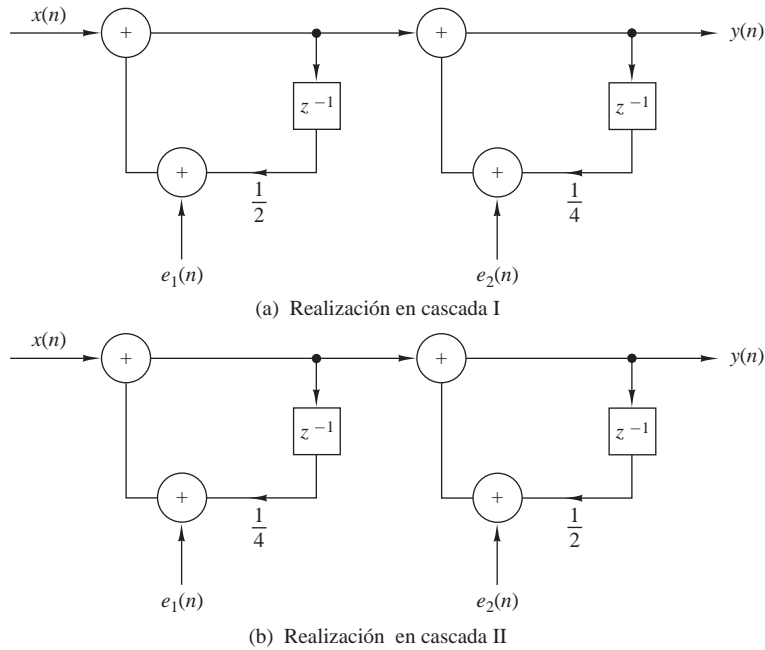 x(n) + + y(n)
z⁻¹ z⁻¹
+ 1/2 + 1/4
e₁(n) e₂(n)
(a) Realización en cascada I
x(n) + + y(n)
z⁻¹ z⁻¹
+ 1/4 + 1/2
e₁(n) e₂(n)
(b) Realización en cascada II